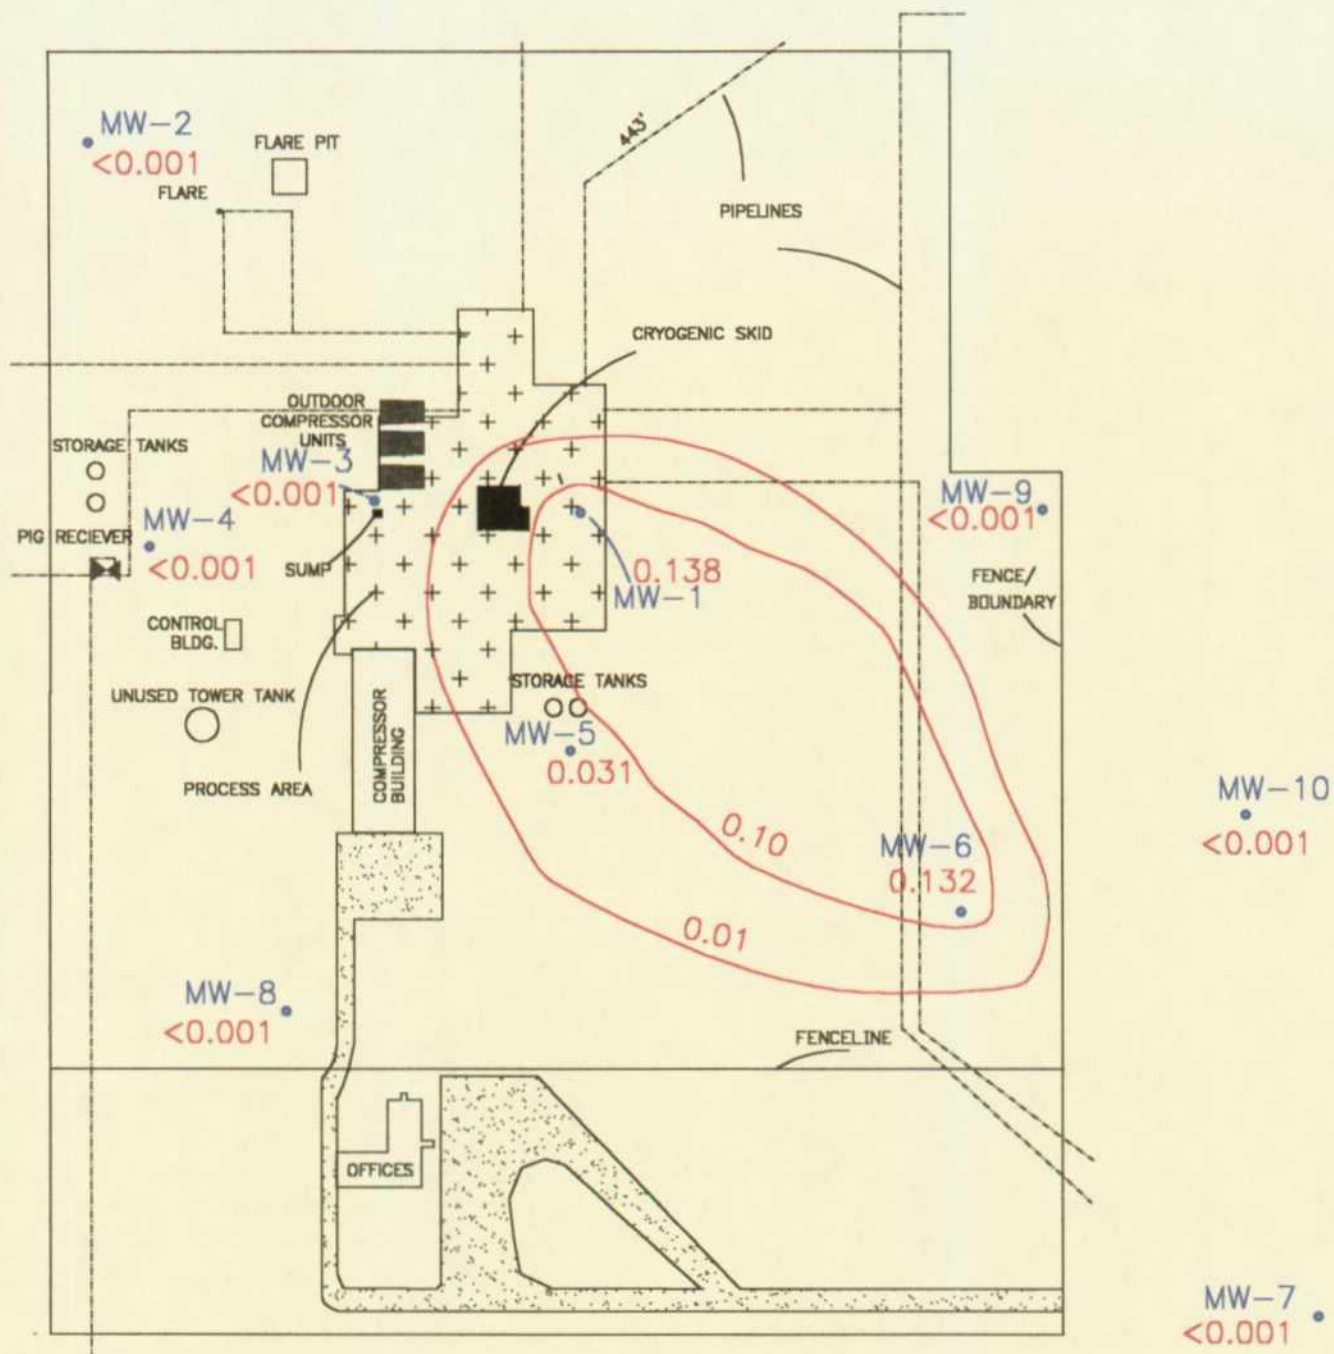 MW-2
<0.001
FLARE PIT
FLARE
443'
PIPELINES
CRYOGENIC SKID
OUTDOOR
COMPRESSOR
UNITS
STORAGE TANKS
MW-3
<0.001
MW-4
<0.001
PIG RECIEVER
SUMP
0.138
MW-1
MW-9
<0.001
FENCE/
BOUNDARY
CONTROL
BLDG.
UNUSED TOWER TANK
STORAGE TANKS
MW-5
0.031
PROCESS AREA
COMPRESSOR
BUILDING
0.10
MW-6
0.132
MW-10
<0.001
0.01
MW-8
<0.001
FENCELINE
OFFICES
MW-7
<0.001